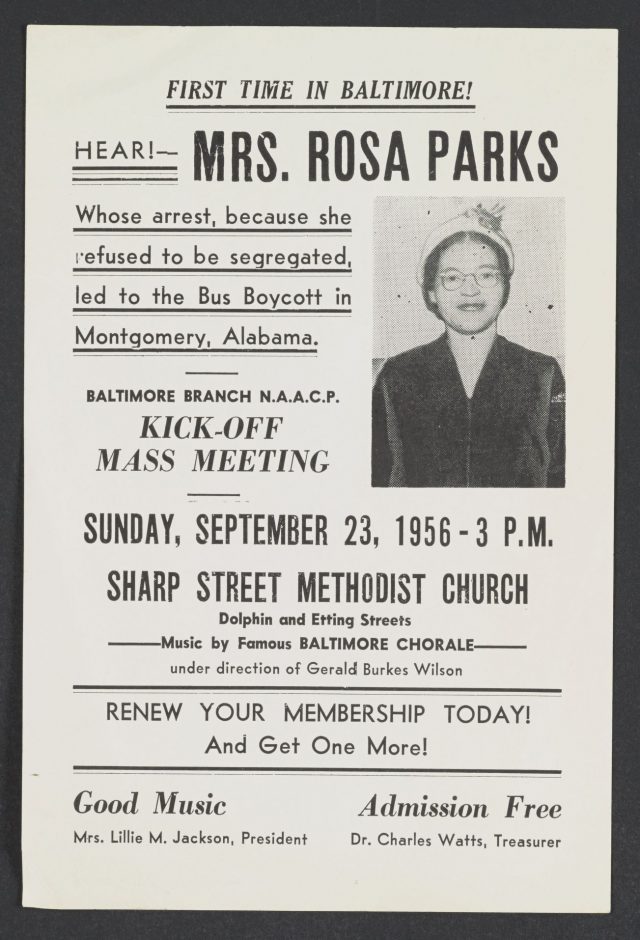 FIRST TIME IN BALTIMORE!
HEAR!— MRS. ROSA PARKS
Whose arrest, because she
refused to be segregated,
led to the Bus Boycott in
Montgomery, Alabama.
BALTIMORE BRANCH N.A.A.C.P.
KICK-OFF
MASS MEETING
SUNDAY, SEPTEMBER 23, 1956 - 3 P.M.
SHARP STREET METHODIST CHURCH
Dolphin and Etting Streets
Music by Famous BALTIMORE CHORALE
under direction of Gerald Burkes Wilson
RENEW YOUR MEMBERSHIP TODAY!
And Get One More!
Good Music Admission Free
Mrs. Lillie M. Jackson, President Dr. Charles Watts, Treasurer